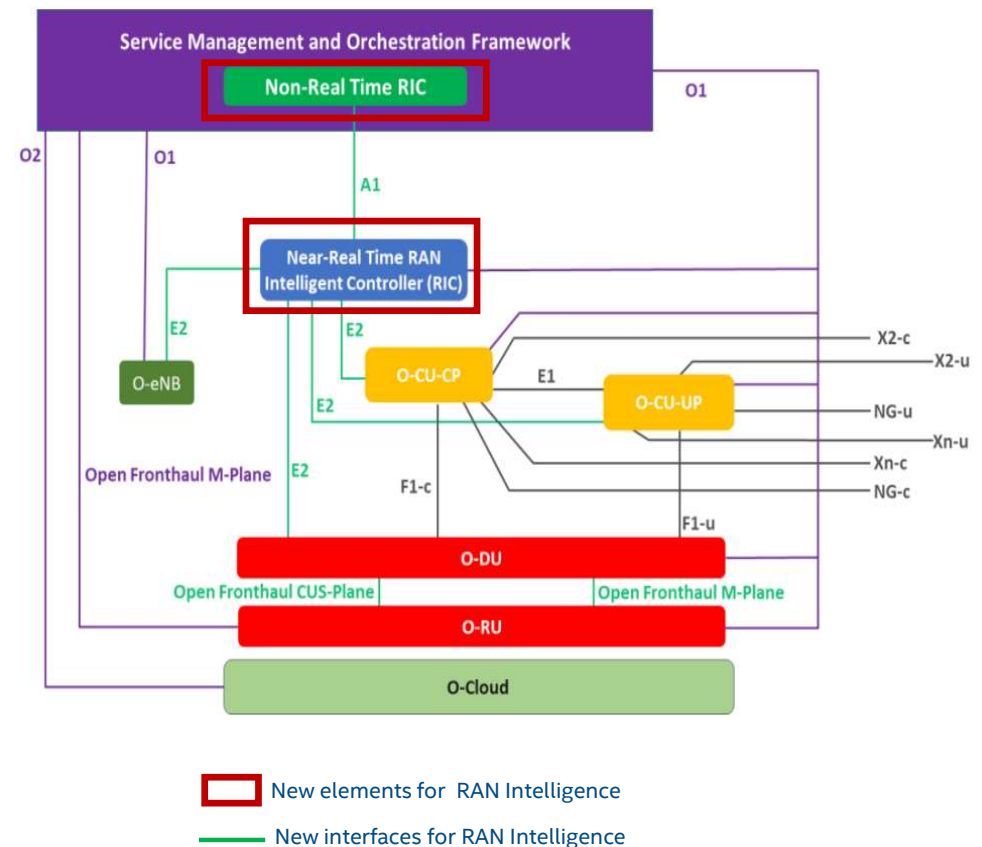 Service Management and Orchestration Framework
Non-Real Time RIC
O1
O2
O1
A1
Near-Real Time RAN
Intelligent Controller (RIC)
E2
E2
X2-c
X2-u
O-eNB
O-CU-CP
E1
O-CU-UP
E2
NG-u
Xn-u
Open Fronthaul M-Plane
E2
Xn-c
F1-c
NG-c
F1-u
O-DU
Open Fronthaul CUS-Plane
Open Fronthaul M-Plane
O-RU
O-Cloud
New elements for RAN Intelligence
New interfaces for RAN Intelligence